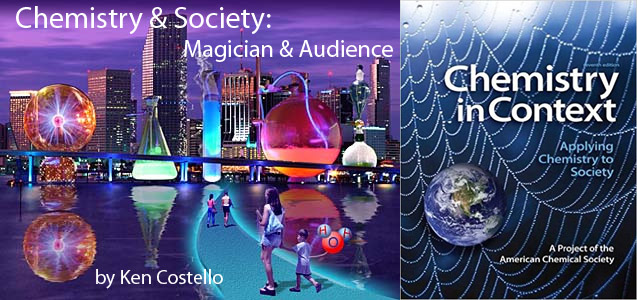 Chemistry & Society:
Magician & Audience
H H
O
by Ken Costello
seventh edition
Chemistry
in Context
Applying
Chemistry to
Society
A Project of the
American Chemical Society